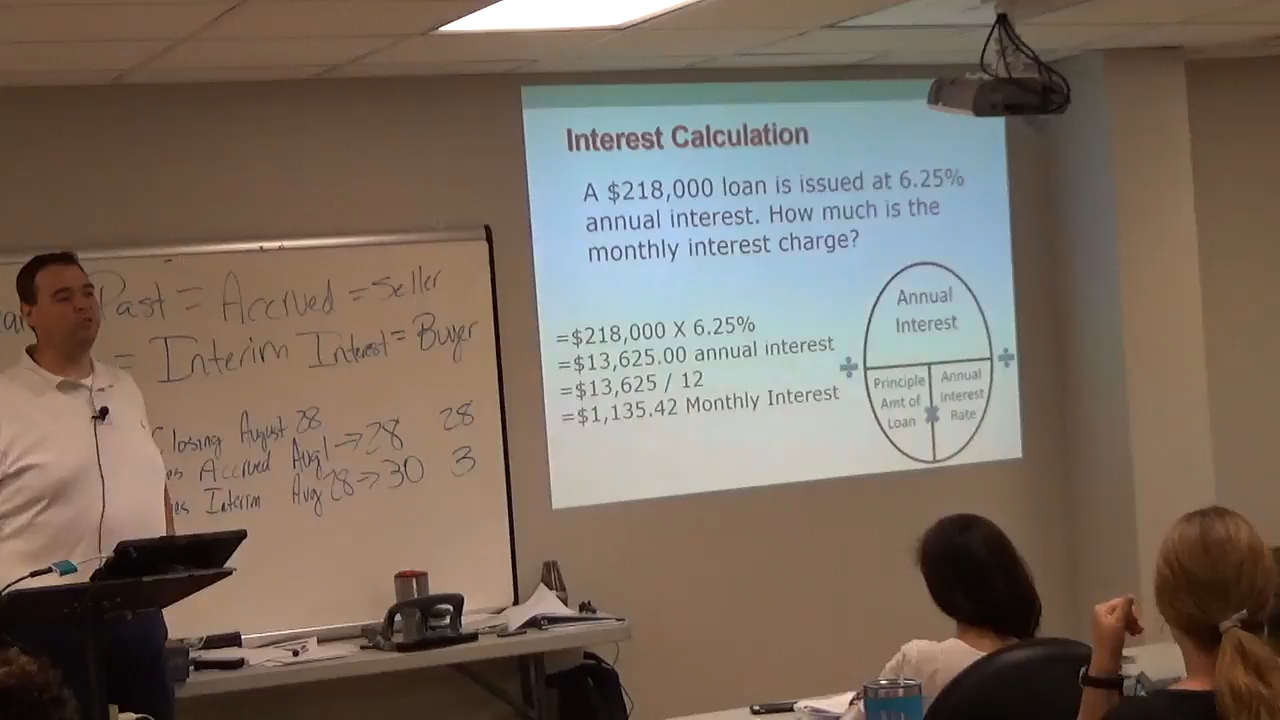 Past = Accrued = Seller
= Interim Interest = Buyer
losing August 28
Accrued Aug 1 → 28 28
Interim Aug 28 → 30 3
Interest Calculation
A $218,000 loan is issued at 6.25%
annual interest. How much is the
monthly interest charge?
=$218,000 X 6.25%
=$13,625.00 annual interest
=$13,625 / 12
=$1,135.42 Monthly Interest
Annual
Interest
÷ ÷
Principle
Amt of
Loan
×
Annual
Interest
Rate